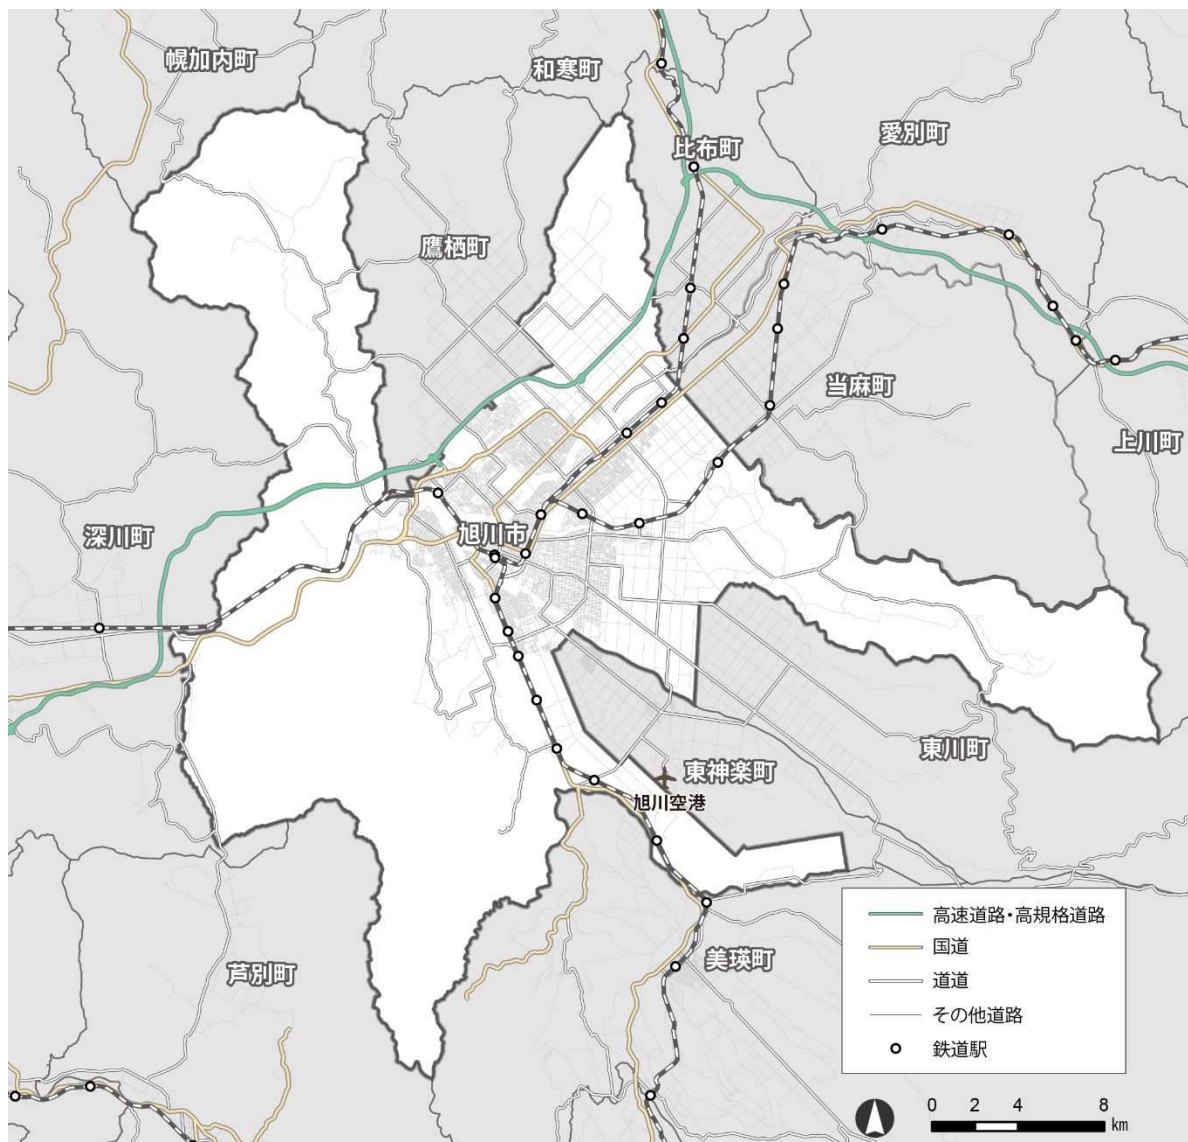 幌加内町
和寒町
愛別町
比布町
鷹栖町
当麻町
上川町
深川町
旭川市
東川町
東神楽町
旭川空港
芦別町
美瑛町
高速道路・高規格道路
国道
道道
その他道路
鉄道駅
0 2 4 8
km